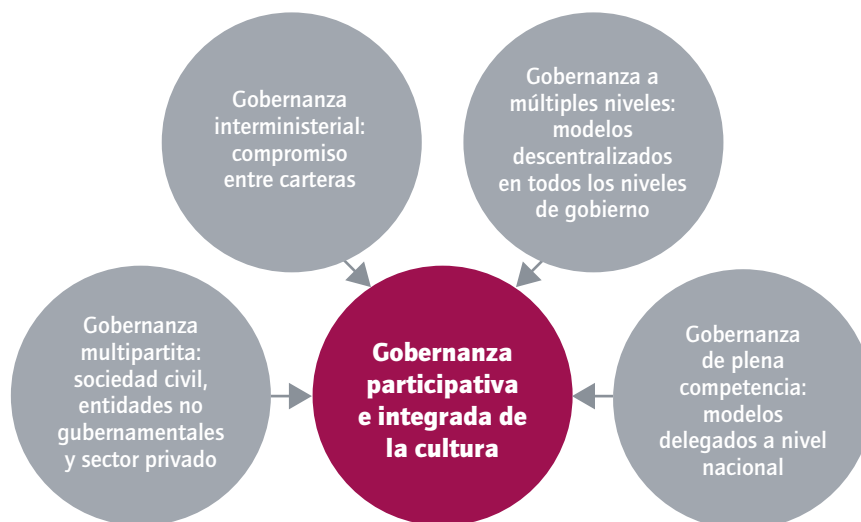 Gobernanza
interministerial:
compromiso
entre carteras
Gobernanza a
múltiples niveles:
modelos
descentralizados
en todos los niveles
de gobierno
Gobernanza
multipartita:
sociedad civil,
entidades no
gubernamentales
y sector privado
Gobernanza
participativa
e integrada de
la cultura
Gobernanza
de plena
competencia:
modelos
delegados a nivel
nacional